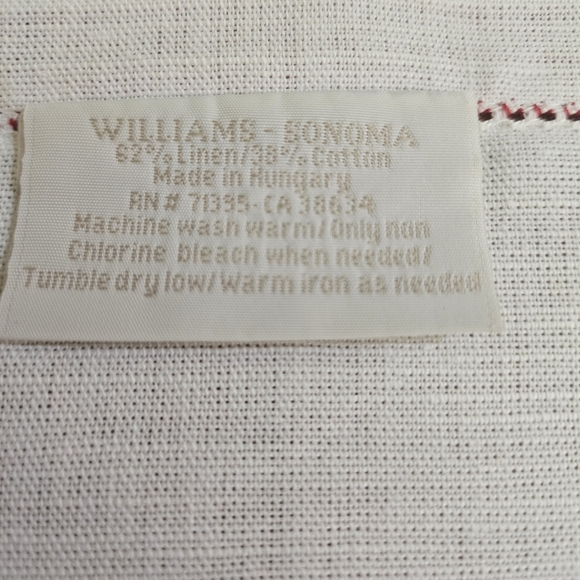 WILLIAMS - SONOMA
62% Linen/38% Cotton
Made in Hungary
RN # 71395-CA 38634
Machine wash warm/Only non
Chlorine bleach when needed/
Tumble dry low/Warm iron as needed